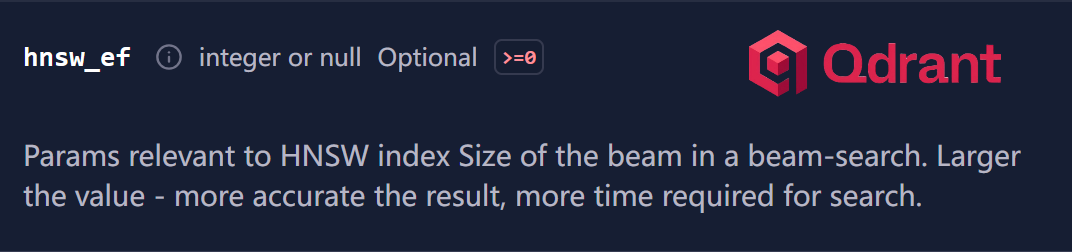 hnsw_ef integer or null Optional >=0 Qdrant
Params relevant to HNSW index Size of the beam in a beam-search. Larger
the value - more accurate the result, more time required for search.